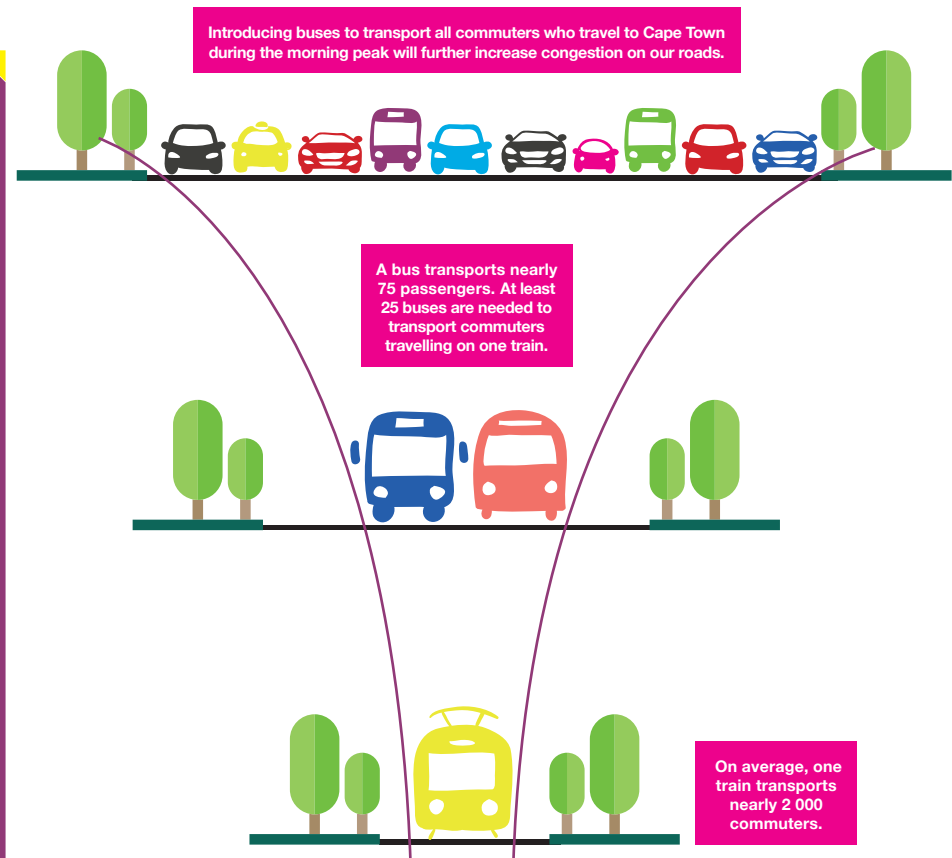 Introducing buses to transport all commuters who travel to Cape Town
during the morning peak will further increase congestion on our roads.
A bus transports nearly
75 passengers. At least
25 buses are needed to
transport commuters
travelling on one train.
On average, one
train transports
nearly 2 000
commuters.